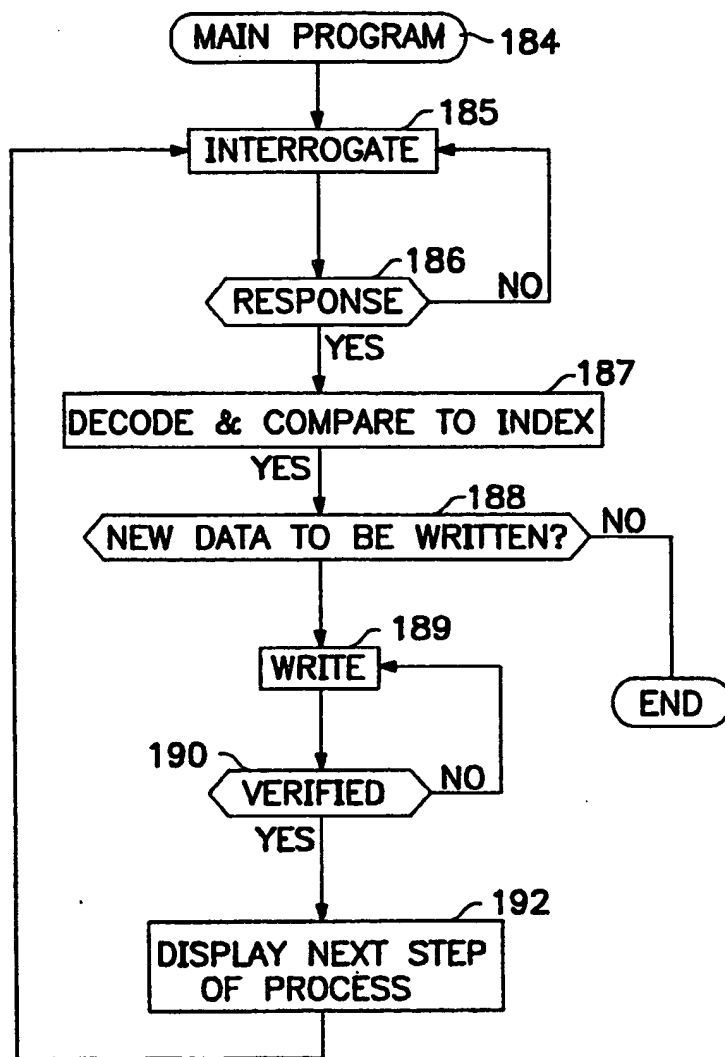 MAIN PROGRAM
184
185
INTERROGATE
186
RESPONSE
NO
YES
187
DECODE & COMPARE TO INDEX
YES
188
NEW DATA TO BE WRITTEN?
NO
189
WRITE
END
190
VERIFIED
NO
YES
192
DISPLAY NEXT STEP
OF PROCESS